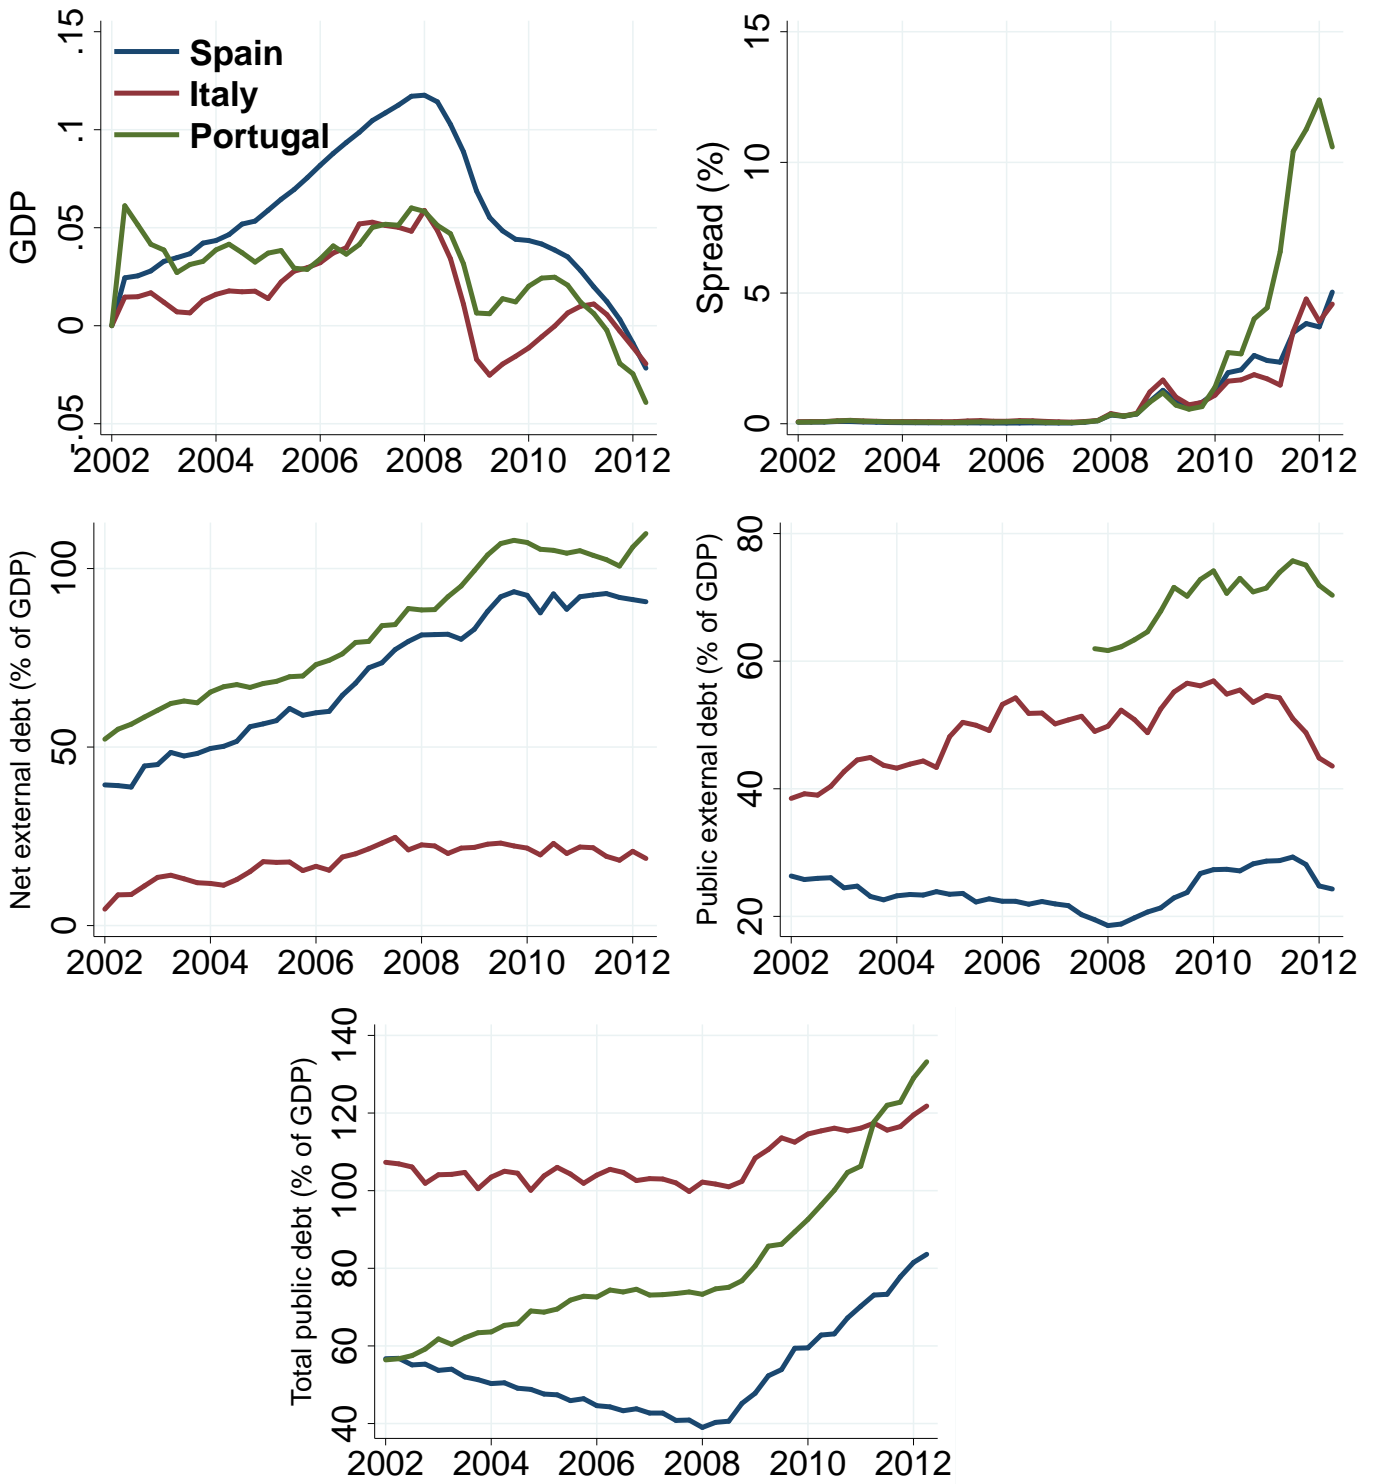 GDP
.15
.1
.05
0
-.05
Spain
Italy
Portugal
2002 2004 2006 2008 2010 2012
Spread (%)
15
10
5
0
2002 2004 2006 2008 2010 2012
Net external debt (% of GDP)
100
50
0
2002 2004 2006 2008 2010 2012
Public external debt (% of GDP)
80
60
40
20
2002 2004 2006 2008 2010 2012
Total public debt (% of GDP)
140
120
100
80
60
40
2002 2004 2006 2008 2010 2012